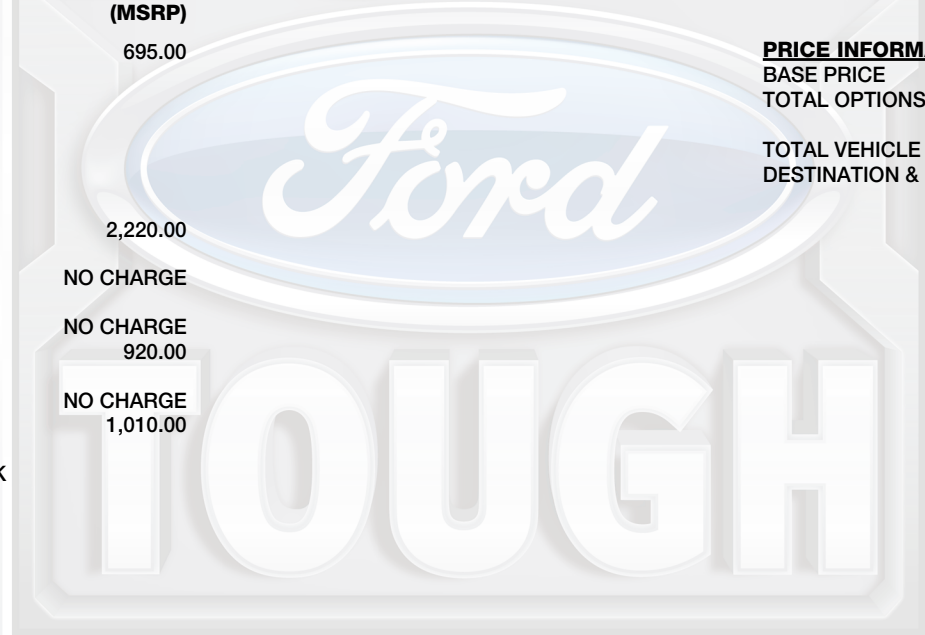 (MSRP)
695.00
2,220.00
NO CHARGE
NO CHARGE
920.00
NO CHARGE
1,010.00
K
PRICE INFORMA
BASE PRICE
TOTAL OPTIONS
TOTAL VEHICLE
DESTINATION &
Ford
TOUGH